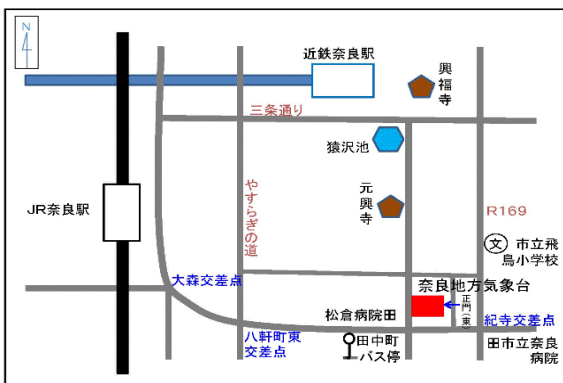 N
近鉄奈良駅
興
福
寺
三条通り
猿沢池
JR奈良駅
やすらぎの道
元
興
寺
R169
文
市立飛
鳥小学校
大森交差点
奈良地方気象台
正門(東)
松倉病院
紀寺交差点
八軒町東
交差点
田中町
バス停
市立奈良
病院